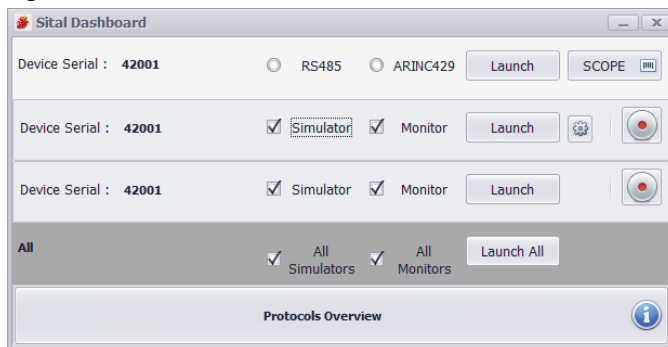 Sital Dashboard
Device Serial : 42001 RS485 ARINC429 Launch SCOPE
Device Serial : 42001 Simulator Monitor Launch
Device Serial : 42001 Simulator Monitor Launch
All All Simulators All Monitors Launch All
Protocols Overview